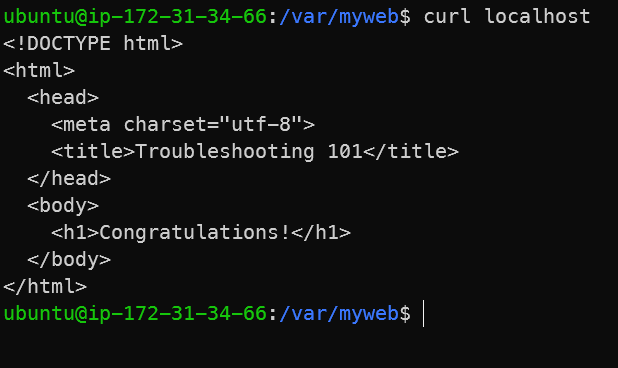 ubuntu@ip-172-31-34-66:/var/myweb$ curl localhost
<!DOCTYPE html>
<html>
  <head>
    <meta charset="utf-8">
    <title>Troubleshooting 101</title>
  </head>
  <body>
    <h1>Congratulations!</h1>
  </body>
</html>
ubuntu@ip-172-31-34-66:/var/myweb$